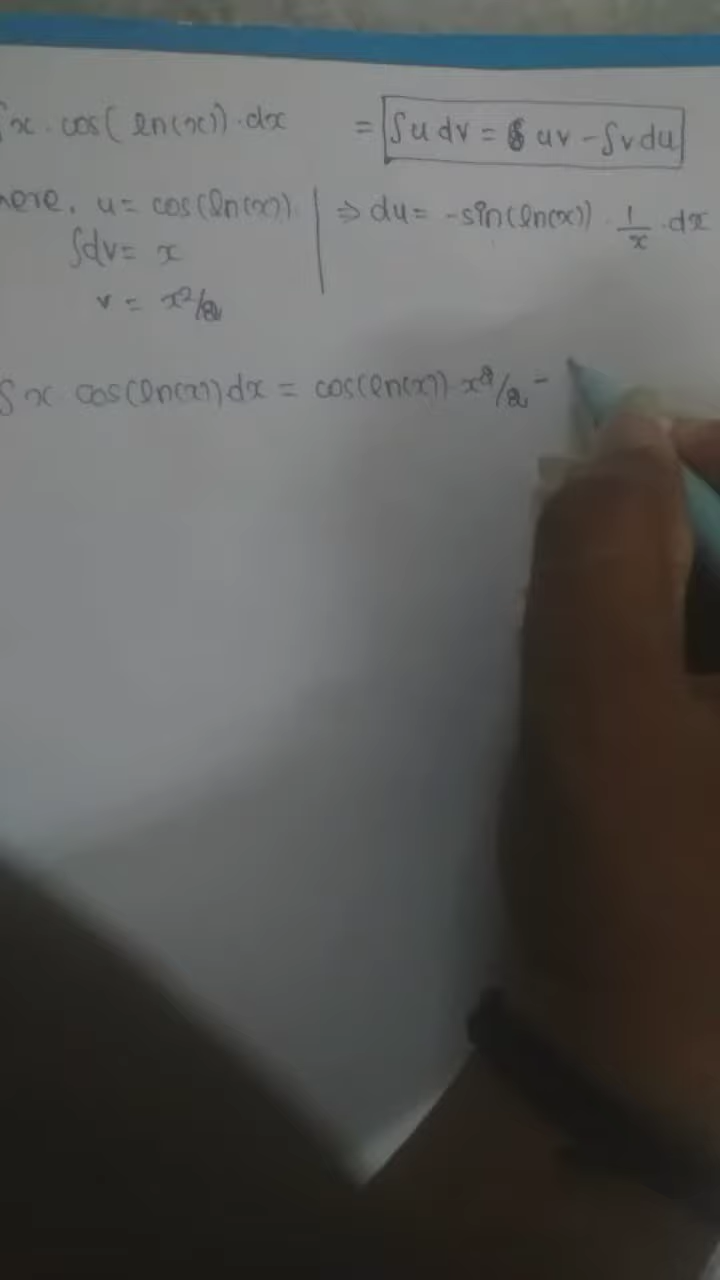 ∫x. cos( ln(x)).dx = ∫u dv = uv - ∫v du
here, u = cos(ln(x)) | ⇒ du = -sin(ln(x)) . 1/x . dx
∫dv = x
v = x²/2
∫ x cos(ln(x)) dx = cos(ln(x)) x²/2 -